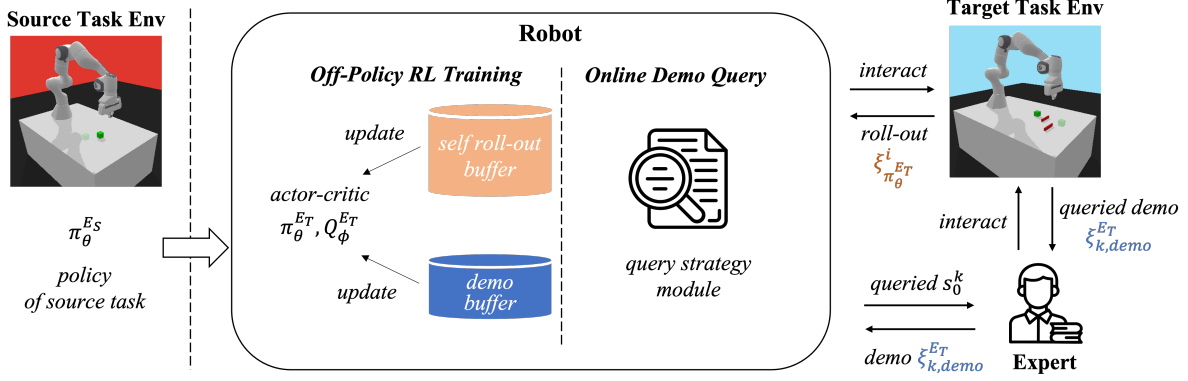 Source Task Env
π_θ^{E_S}
policy
of source task
Robot
Off-Policy RL Training
update
self roll-out
buffer
actor-critic
π_θ^{E_T}, Q_ϕ^{E_T}
update
demo
buffer
Online Demo Query
query strategy
module
interact
roll-out
ξ^i_{π_θ^{E_T}}
Target Task Env
interact
queried demo
ξ_{k,demo}^{E_T}
queried s_0^k
demo ξ_{k,demo}^{E_T}
Expert